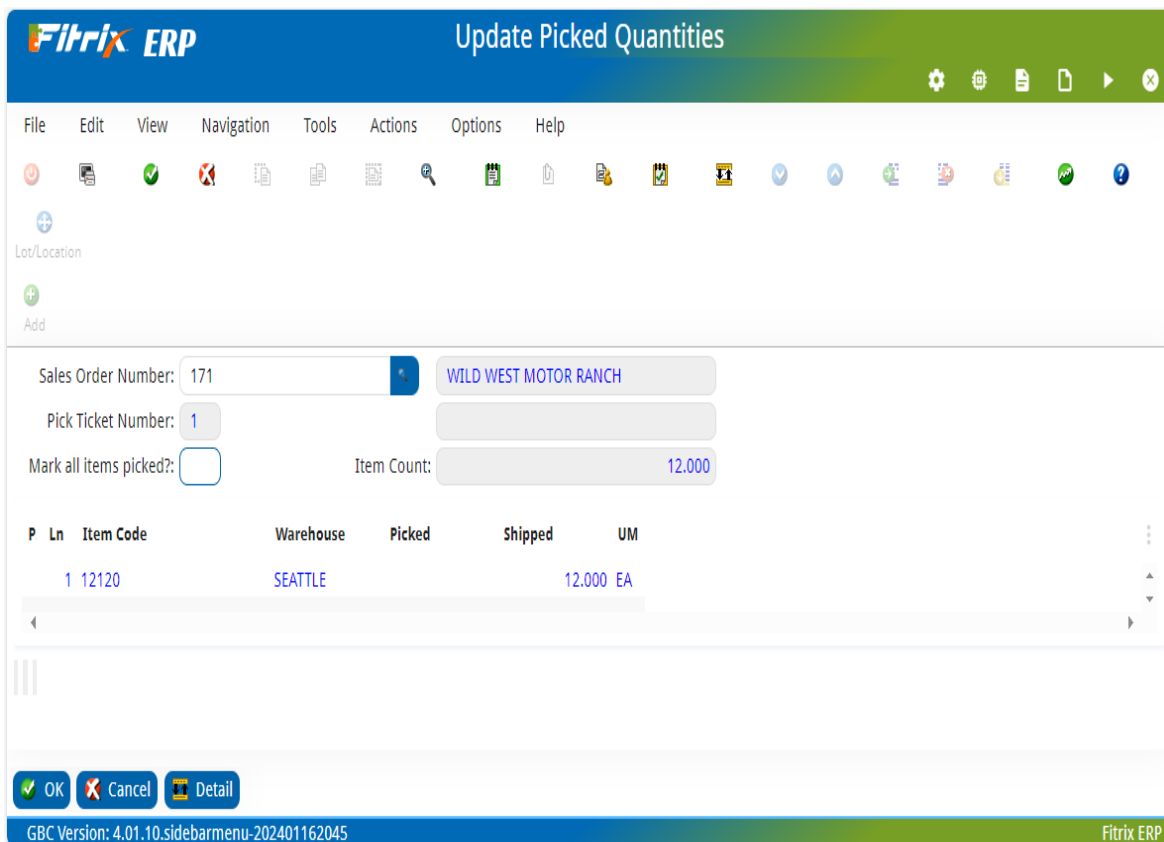 Fitrix ERP
Update Picked Quantities
File Edit View Navigation Tools Actions Options Help
Lot/Location
Add
Sales Order Number: 171 WILD WEST MOTOR RANCH
Pick Ticket Number: 1
Mark all items picked?: Item Count: 12.000
P Ln Item Code Warehouse Picked Shipped UM
1 12120 SEATTLE 12.000 EA
OK Cancel Detail
GBC Version: 4.01.10.sidebarmenu-202401162045 Fitrix ERP